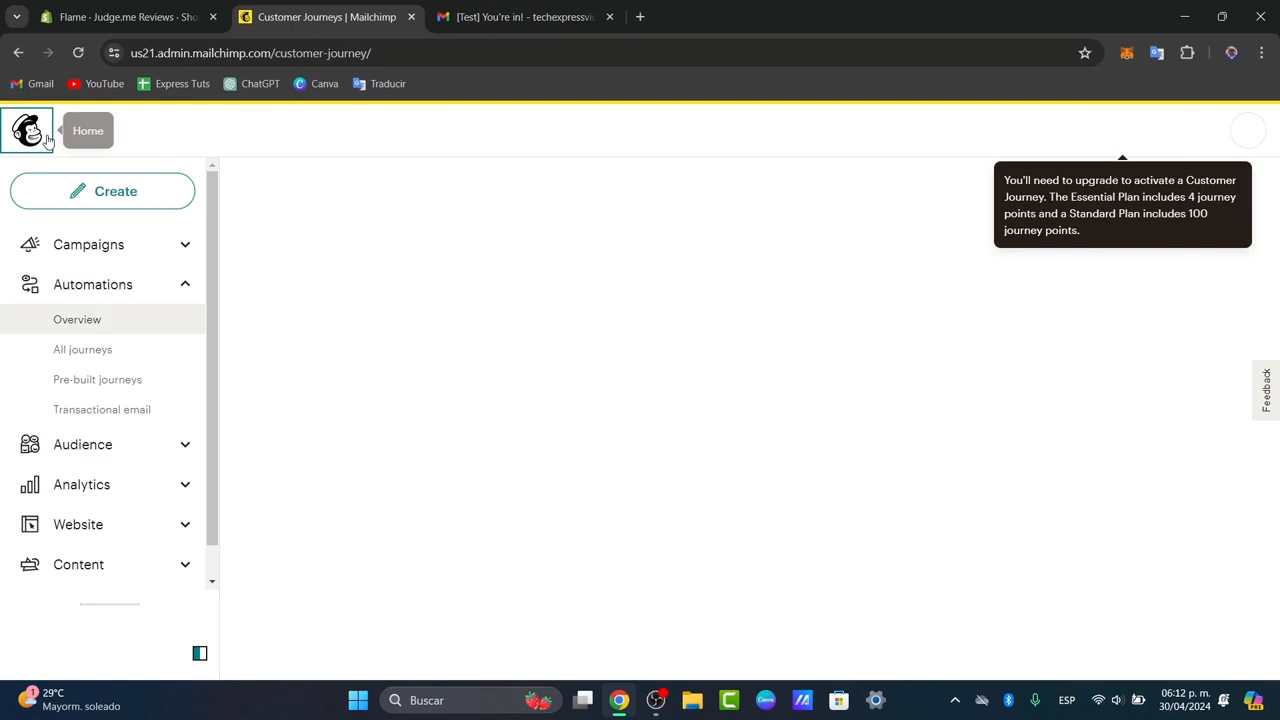 Flame · Judge.me Reviews · Sho
Customer Journeys | Mailchimp
[Test] You're in! - techexpressvi
us21.admin.mailchimp.com/customer-journey/
Gmail
YouTube
Express Tuts
ChatGPT
Canva
Traducir
Home
You'll need to upgrade to activate a Customer
Journey. The Essential Plan includes 4 journey
points and a Standard Plan includes 100
journey points.
Create
Campaigns
Automations
Overview
All journeys
Pre-built journeys
Transactional email
Audience
Analytics
Website
Content
Feedback
1
29°C
Mayorm. soleado
Buscar
ESP
06:12 p. m.
30/04/2024